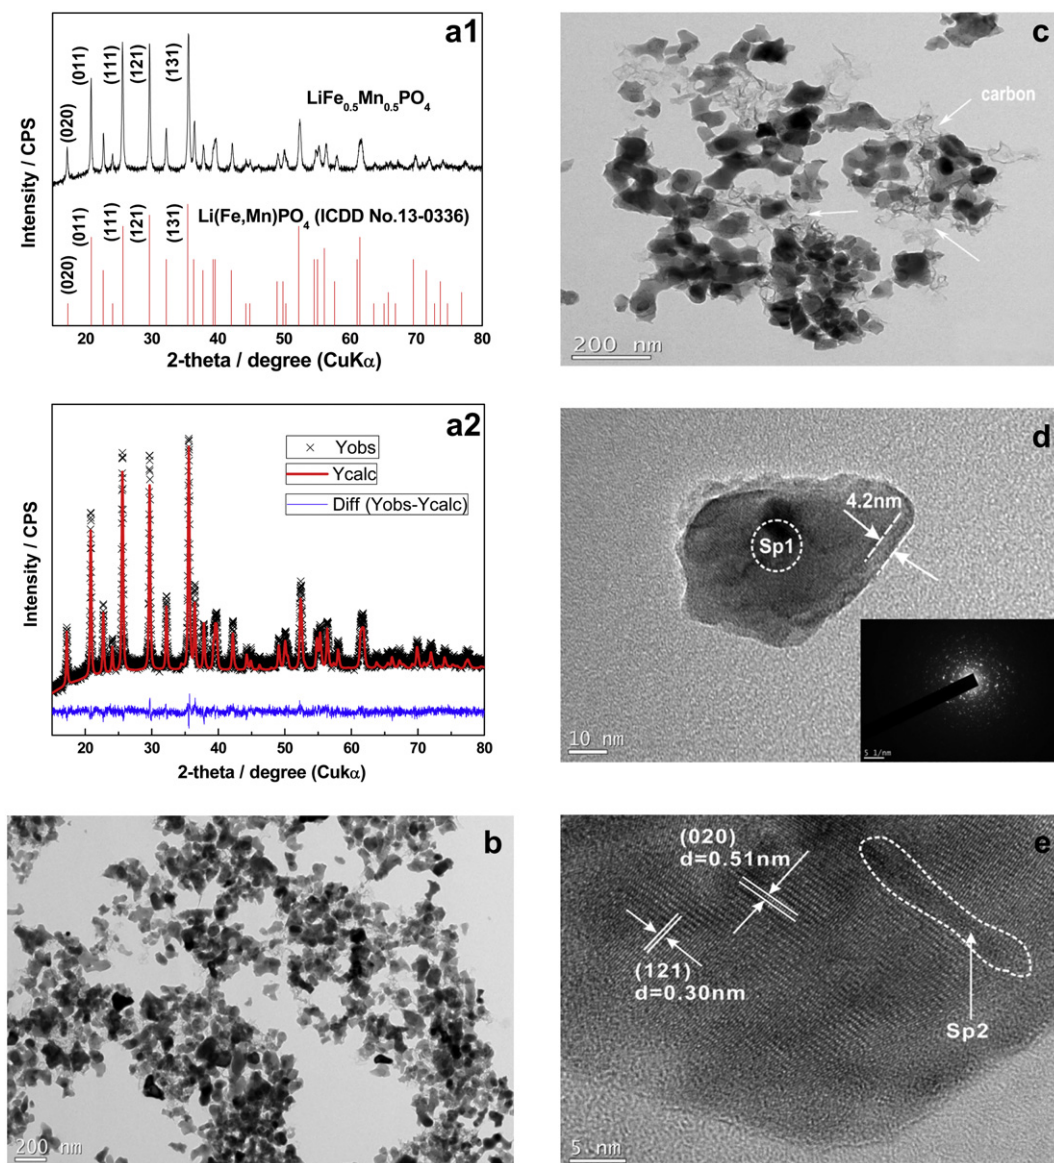 a1
Intensity / CPS
(020)
(011)
(111)
(121)
(131)
LiFe0.5Mn0.5PO4
Li(Fe,Mn)PO4 (ICDD No.13-0336)
(020)
(011)
(111)
(121)
(131)
20 30 40 50 60 70 80
2-theta / degree (CuKα)
a2
Intensity / CPS
Yobs
Ycalc
Diff (Yobs-Ycalc)
20 30 40 50 60 70 80
2-theta / degree (Cukα)
b
200 nm
c
carbon
200 nm
d
4.2nm
Sp1
10 nm
5 1/nm
e
(020)
d=0.51nm
(121)
d=0.30nm
Sp2
5 nm